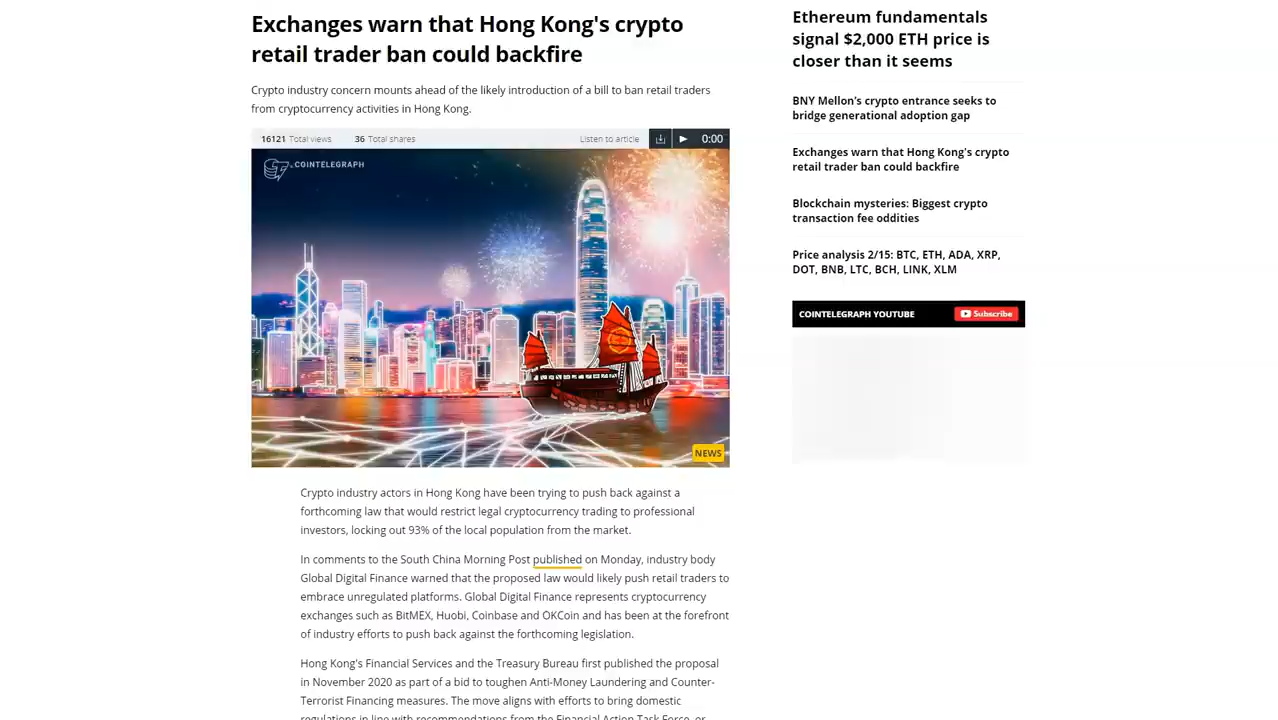 Exchanges warn that Hong Kong's crypto
retail trader ban could backfire
Crypto industry concern mounts ahead of the likely introduction of a bill to ban retail traders
from cryptocurrency activities in Hong Kong.
16121 Total views 36 Total shares Listen to article 0:00
COINTELEGRAPH
NEWS
Crypto industry actors in Hong Kong have been trying to push back against a
forthcoming law that would restrict legal cryptocurrency trading to professional
investors, locking out 93% of the local population from the market.
In comments to the South China Morning Post published on Monday, industry body
Global Digital Finance warned that the proposed law would likely push retail traders to
embrace unregulated platforms. Global Digital Finance represents cryptocurrency
exchanges such as BitMEX, Huobi, Coinbase and OKCoin and has been at the forefront
of industry efforts to push back against the forthcoming legislation.
Hong Kong's Financial Services and the Treasury Bureau first published the proposal
in November 2020 as part of a bid to toughen Anti-Money Laundering and Counter-
Terrorist Financing measures. The move aligns with efforts to bring domestic
regulations in line with recommendations from the Financial Action Task Force, or
Ethereum fundamentals
signal $2,000 ETH price is
closer than it seems
BNY Mellon's crypto entrance seeks to
bridge generational adoption gap
Exchanges warn that Hong Kong's crypto
retail trader ban could backfire
Blockchain mysteries: Biggest crypto
transaction fee oddities
Price analysis 2/15: BTC, ETH, ADA, XRP,
DOT, BNB, LTC, BCH, LINK, XLM
COINTELEGRAPH YOUTUBE Subscribe